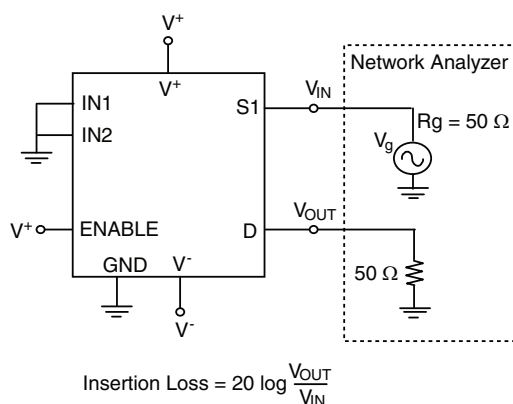 V+
Network Analyzer
IN1
V+
S1
VIN
Rg = 50 Ω
IN2
Vg
V+
ENABLE
D
VOUT
GND
V-
50 Ω
V-
Insertion Loss = 20 log VOUT
VIN